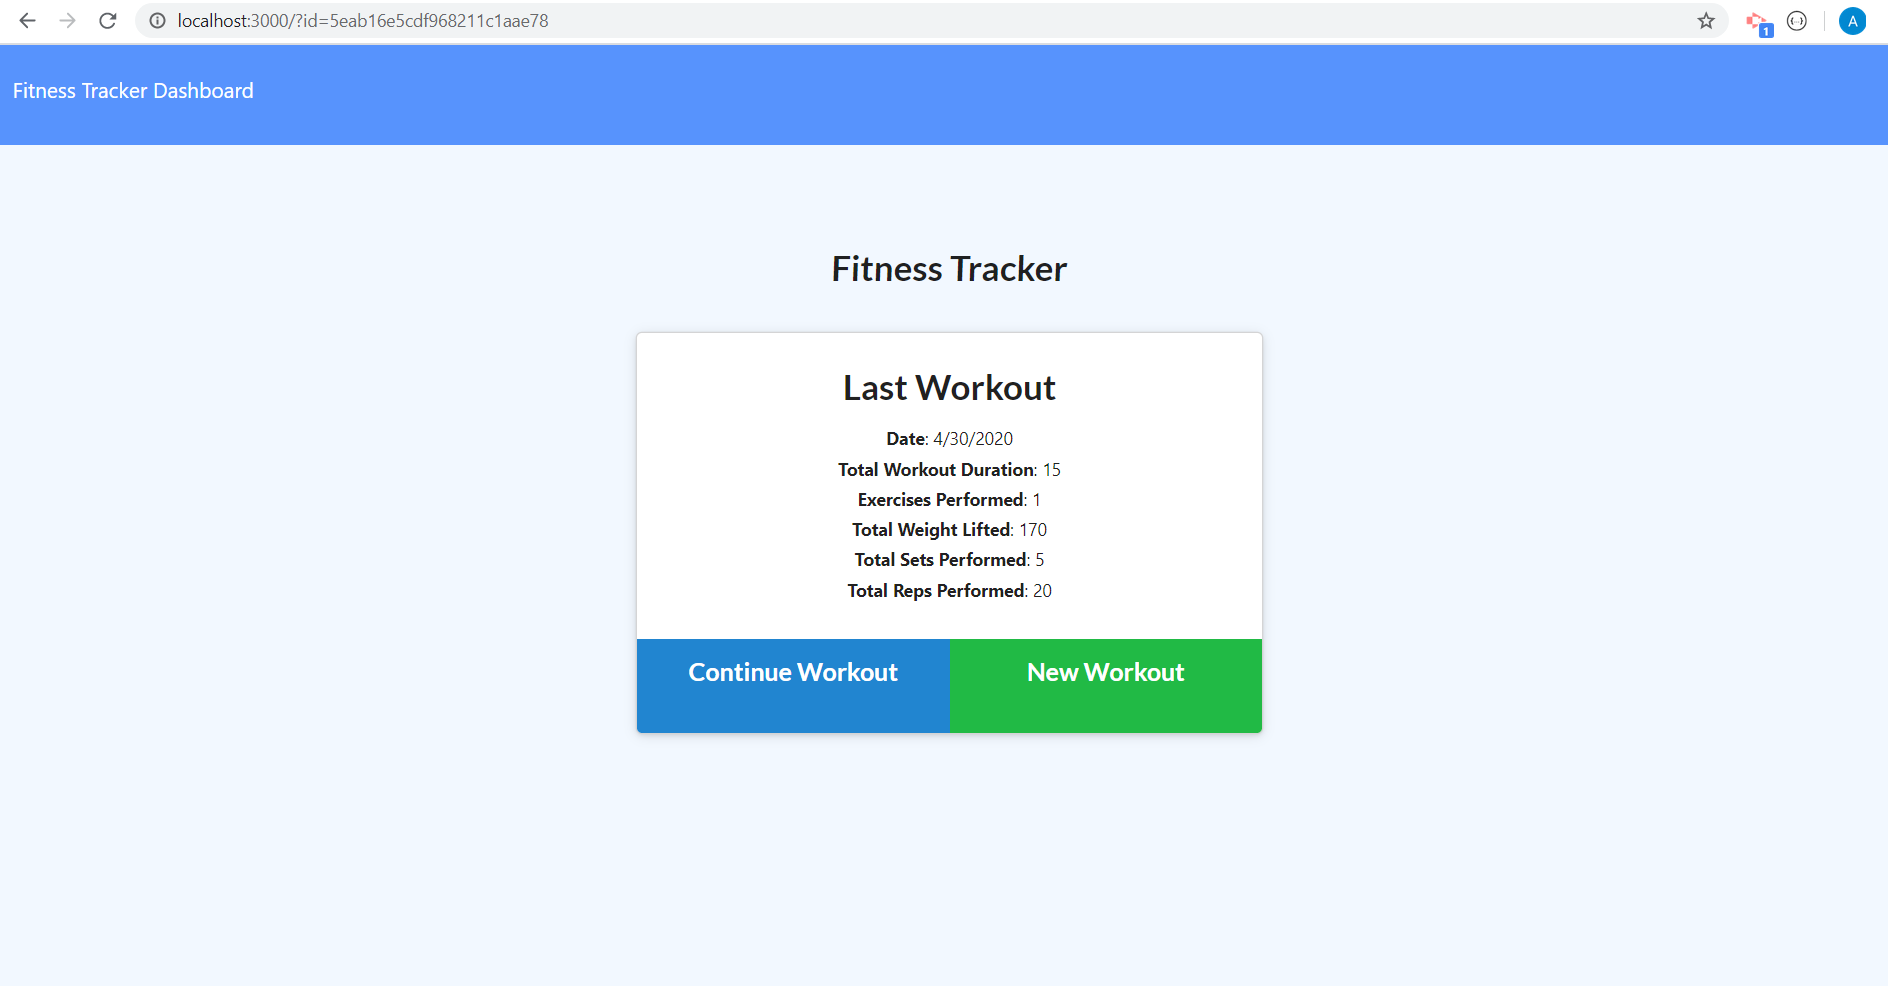 localhost:3000/?id=5eab16e5cdf968211c1aae78
1
A
Fitness Tracker Dashboard
Fitness Tracker
Last Workout
Date: 4/30/2020
Total Workout Duration: 15
Exercises Performed: 1
Total Weight Lifted: 170
Total Sets Performed: 5
Total Reps Performed: 20
Continue Workout
New Workout